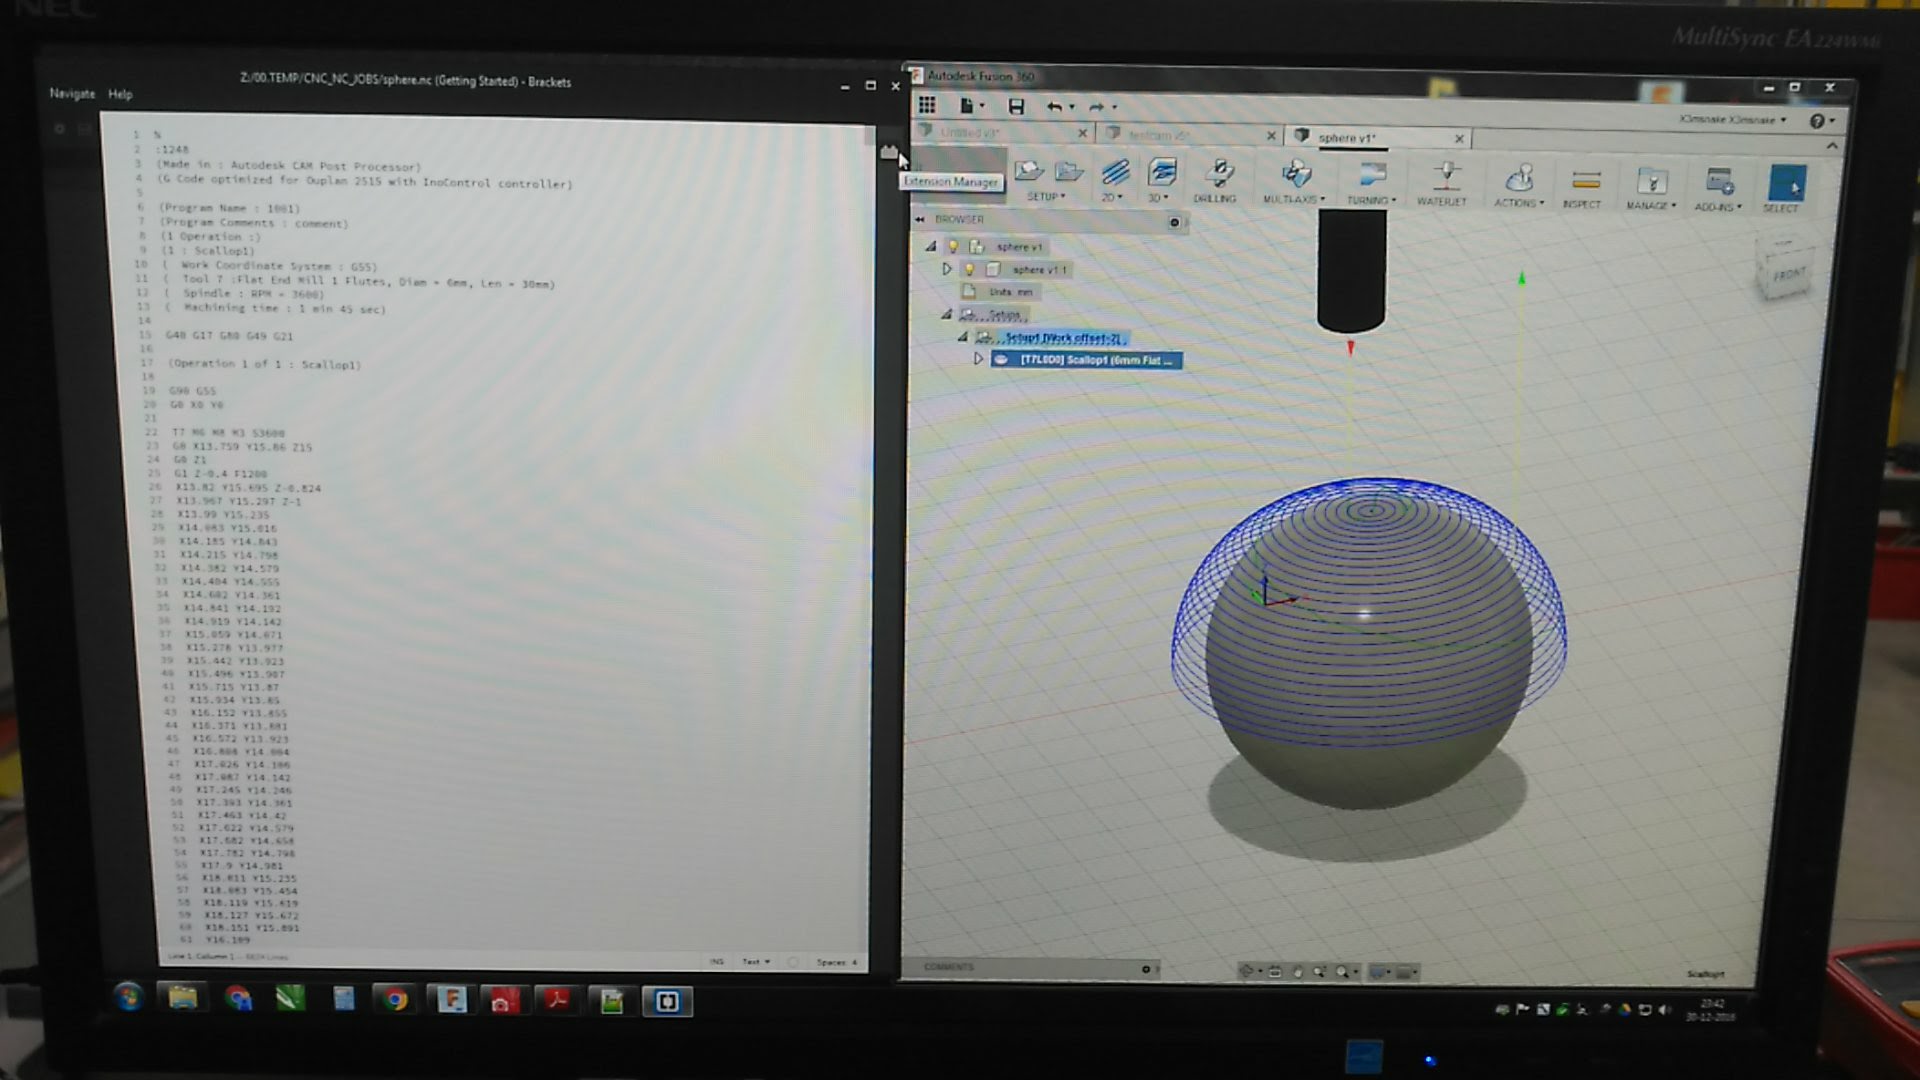 NEC
MultiSync EA224WMi
Z:/00.TEMP/CNC_NC_JOBS/sphere.nc (Getting Started) - Brackets
Navigate Help
1 %
2 :1248
3 (Made in : Autodesk CAM Post Processor)
4 (G Code optimized for Ouplan 2515 with InoControl controller)
5
6 (Program Name : 1001)
7 (Program Comments : comment)
8 (1 Operation :)
9 (1 : Scallop1)
10 ( Work Coordinate System : G55)
11 ( Tool 7 :Flat End Mill 1 Flutes, Diam = 6mm, Len = 30mm)
12 ( Spindle : RPM = 3600)
13 ( Machining time : 1 min 45 sec)
14
15 G40 G17 G80 G49 G21
16
17 (Operation 1 of 1 : Scallop1)
18
19 G90 G55
20 G0 X0 Y0
21
22 T7 M6 M8 M3 S3600
23 G0 X13.759 Y15.86 Z15
24 G0 Z1
25 G1 Z-0.4 F1200
26 X13.82 Y15.695 Z-0.824
27 X13.967 Y15.297 Z-1
28 X13.99 Y15.235
29 X14.083 Y15.016
30 X14.185 Y14.843
31 X14.215 Y14.798
32 X14.382 Y14.579
33 X14.404 Y14.555
34 X14.602 Y14.361
35 X14.841 Y14.192
36 X14.919 Y14.142
37 X15.059 Y14.071
38 X15.278 Y13.977
39 X15.442 Y13.923
40 X15.496 Y13.907
41 X15.715 Y13.87
42 X15.934 Y13.85
43 X16.152 Y13.855
44 X16.371 Y13.881
45 X16.572 Y13.923
46 X16.808 Y14.004
47 X17.026 Y14.106
48 X17.087 Y14.142
49 X17.245 Y14.246
50 X17.393 Y14.361
51 X17.463 Y14.42
52 X17.622 Y14.579
53 X17.682 Y14.658
54 X17.782 Y14.798
55 X17.9 Y14.981
56 X18.011 Y15.235
57 X18.083 Y15.454
58 X18.119 Y15.619
59 X18.127 Y15.672
60 X18.151 Y15.891
61 Y16.109
Line 1, Column 1
INS Text Spaces: 4
Autodesk Fusion 360
X3msnake X3msnake
Untitled v3* testcam v5* sphere v1*
Extension Manager
SETUP 2D 3D DRILLING MULTI-AXIS TURNING WATERJET ACTIONS INSPECT MANAGE ADD-INS SELECT
BROWSER
sphere v1
sphere v1:1
Units: mm
Setups
Setup1 [Work offset=2]
[T7L0D0] Scallop1 (6mm Flat ...
FRONT
COMMENTS
Scallop1
23:42
30-12-2016